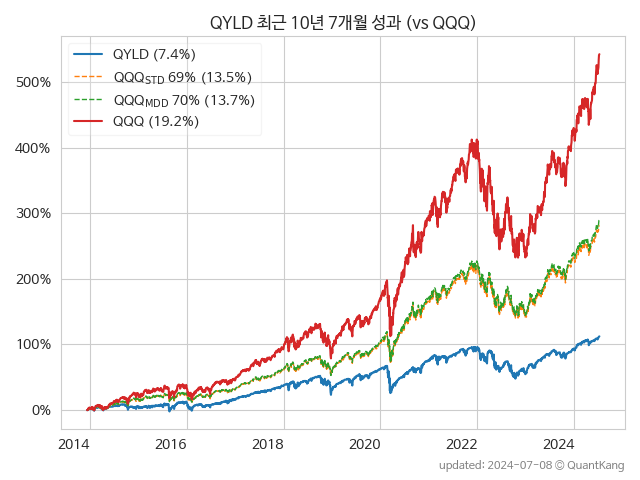 QYLD 최근 10년 7개월 성과 (vs QQQ)
QYLD (7.4%)
QQQSTD 69% (13.5%)
QQQMDD 70% (13.7%)
QQQ (19.2%)
500%
400%
300%
200%
100%
0%
2014 2016 2018 2020 2022 2024
updated: 2024-07-08 © QuantKang